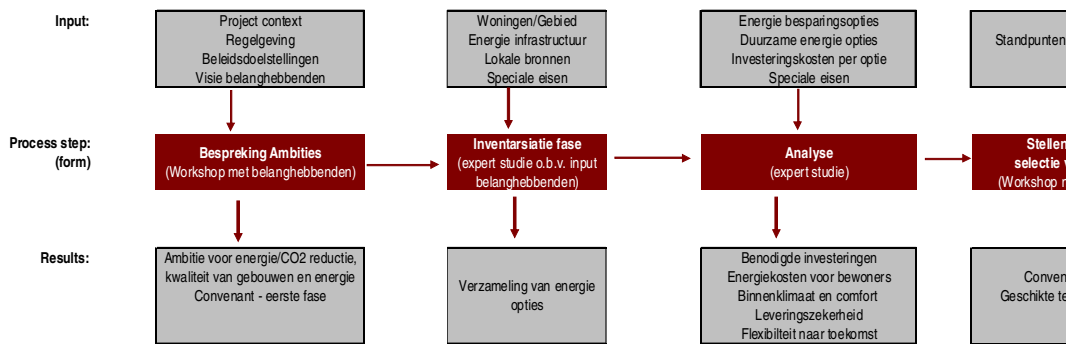 Input:
Project context
Regelgeving
Beleidsdoelstellingen
Visie belanghebbenden
Woningen/Gebied
Energie infrastructuur
Lokale bronnen
Speciale eisen
Energie besparingsopties
Duurzame energie opties
Investeringskosten per optie
Speciale eisen
Standpunten
Process step:
(form)
Bespreking Ambities
(Workshop met belanghebbenden)
Inventarsiatie fase
(expert studie o.b.v. input
belanghebbenden)
Analyse
(expert studie)
Stellen
selectie v
(Workshop m
Results:
Ambitie voor energie/CO2 reductie,
kwaliteit van gebouwen en energie
Convenant - eerste fase
Verzameling van energie
opties
Benodigde investeringen
Energiekosten voor bewoners
Binnenklimaat en comfort
Leveringszekerheid
Flexibilteit naar toekomst
Conven
Geschikte te